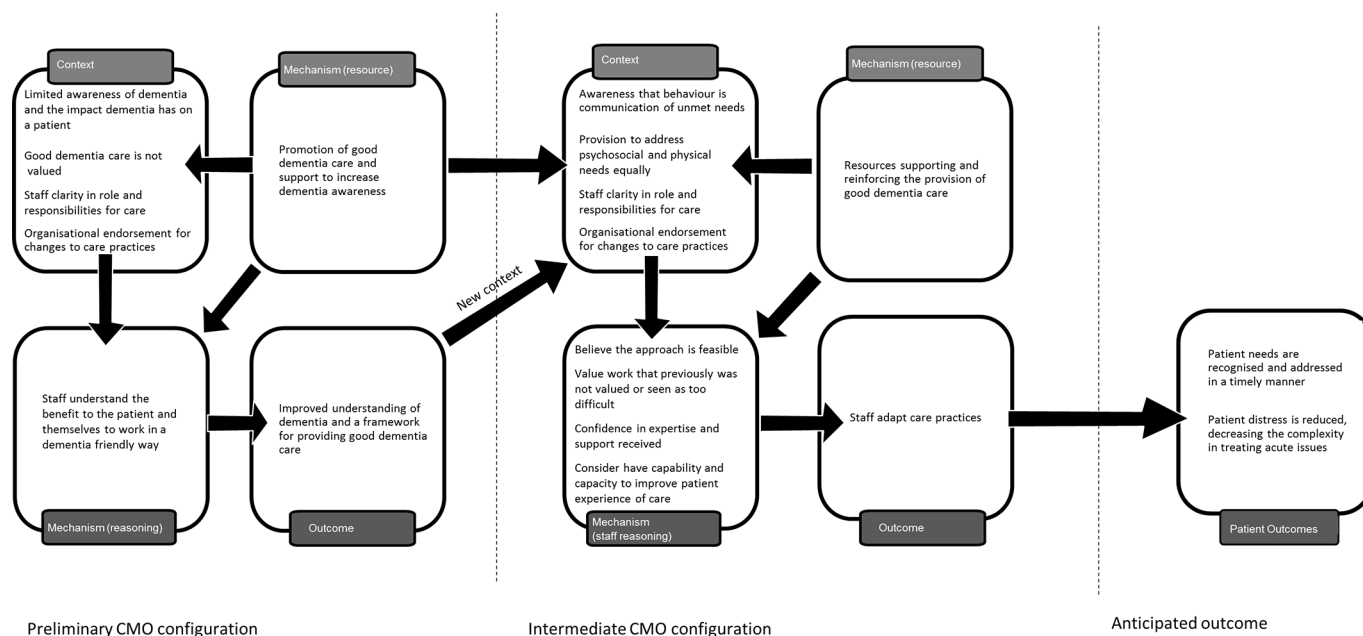 Context
Limited awareness of dementia
and the impact dementia has on
a patient
Good dementia care is not
valued
Staff clarity in role and
responsibilities for care
Organisational endorsement for
changes to care practices
Mechanism (resource)
Promotion of good
dementia care and
support to increase
dementia awareness
Staff understand the
benefit to the patient and
themselves to work in a
dementia friendly way
Mechanism (reasoning)
Improved understanding of
dementia and a framework
for providing good dementia
care
Outcome
New context
Context
Awareness that behaviour is
communication of unmet needs
Provision to address
psychosocial and physical
needs equally
Staff clarity in role and
responsibilities for care
Organisational endorsement
for changes to care practices
Mechanism (resource)
Resources supporting and
reinforcing the provision of
good dementia care
Believe the approach is feasible
Value work that previously was
not valued or seen as too
difficult
Confidence in expertise and
support received
Consider have capability and
capacity to improve patient
experience of care
Mechanism
(staff reasoning)
Staff adapt care practices
Outcome
Patient needs are
recognised and addressed
in a timely manner
Patient distress is reduced,
decreasing the complexity
in treating acute issues
Patient Outcomes
Preliminary CMO configuration
Intermediate CMO configuration
Anticipated outcome